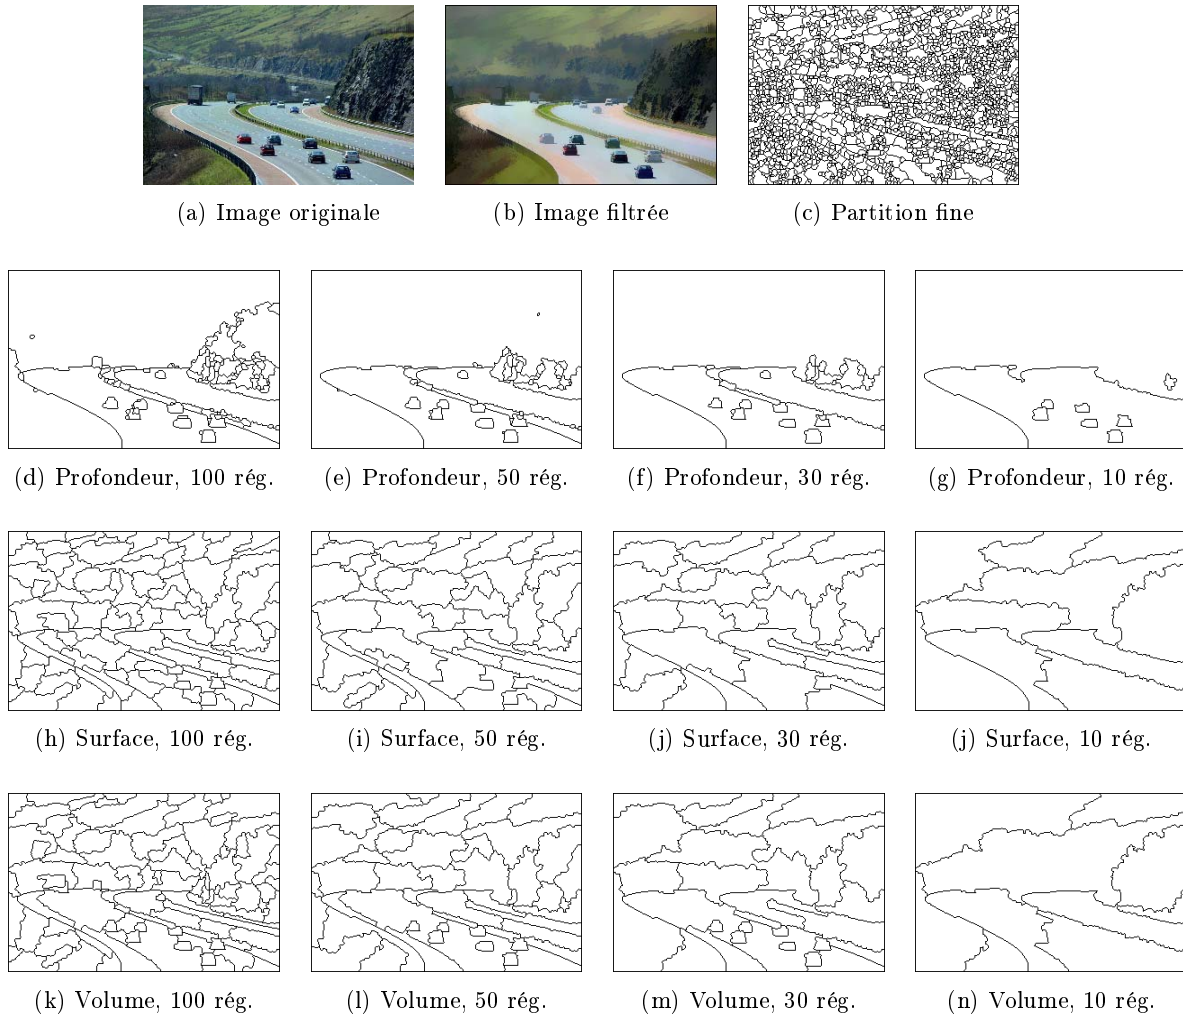 (a) Image originale
(b) Image filtrée
(c) Partition fine
(d) Profondeur, 100 rég.
(e) Profondeur, 50 rég.
(f) Profondeur, 30 rég.
(g) Profondeur, 10 rég.
(h) Surface, 100 rég.
(i) Surface, 50 rég.
(j) Surface, 30 rég.
(j) Surface, 10 rég.
(k) Volume, 100 rég.
(l) Volume, 50 rég.
(m) Volume, 30 rég.
(n) Volume, 10 rég.